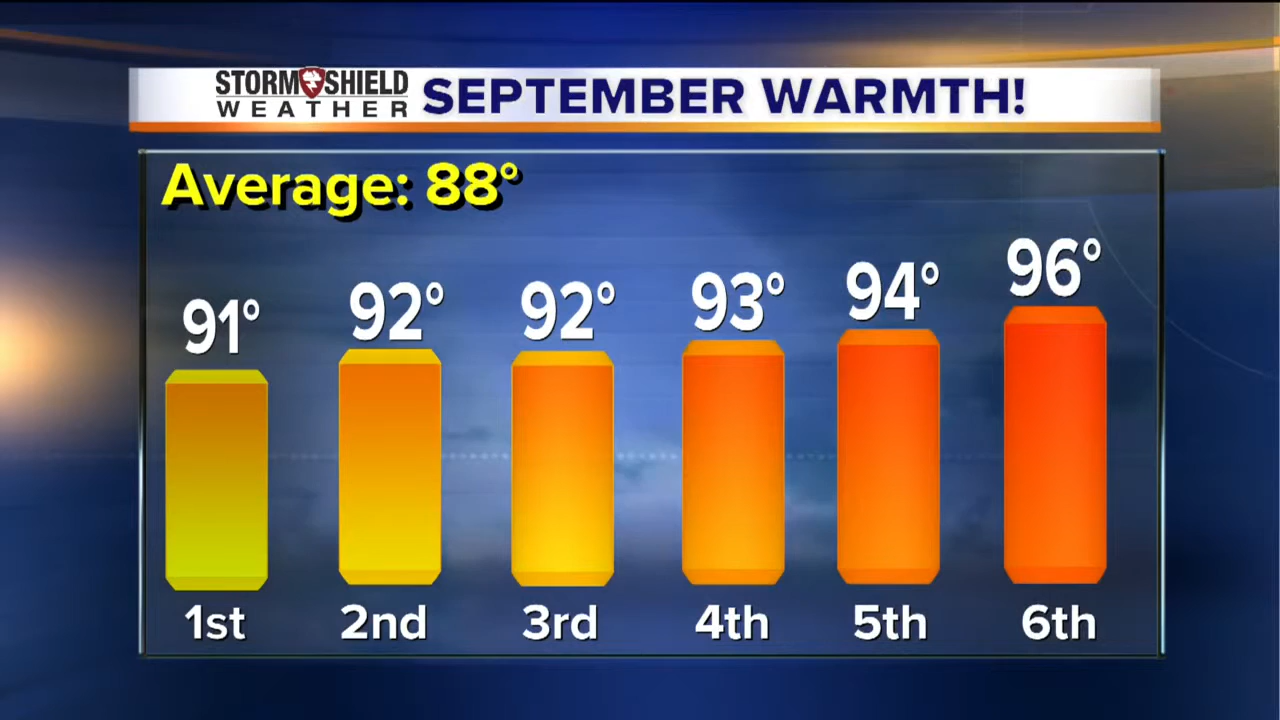 STORM SHIELD
WEATHER
SEPTEMBER WARMTH!
Average: 88°
91° 92° 92° 93° 94° 96°
1st 2nd 3rd 4th 5th 6th